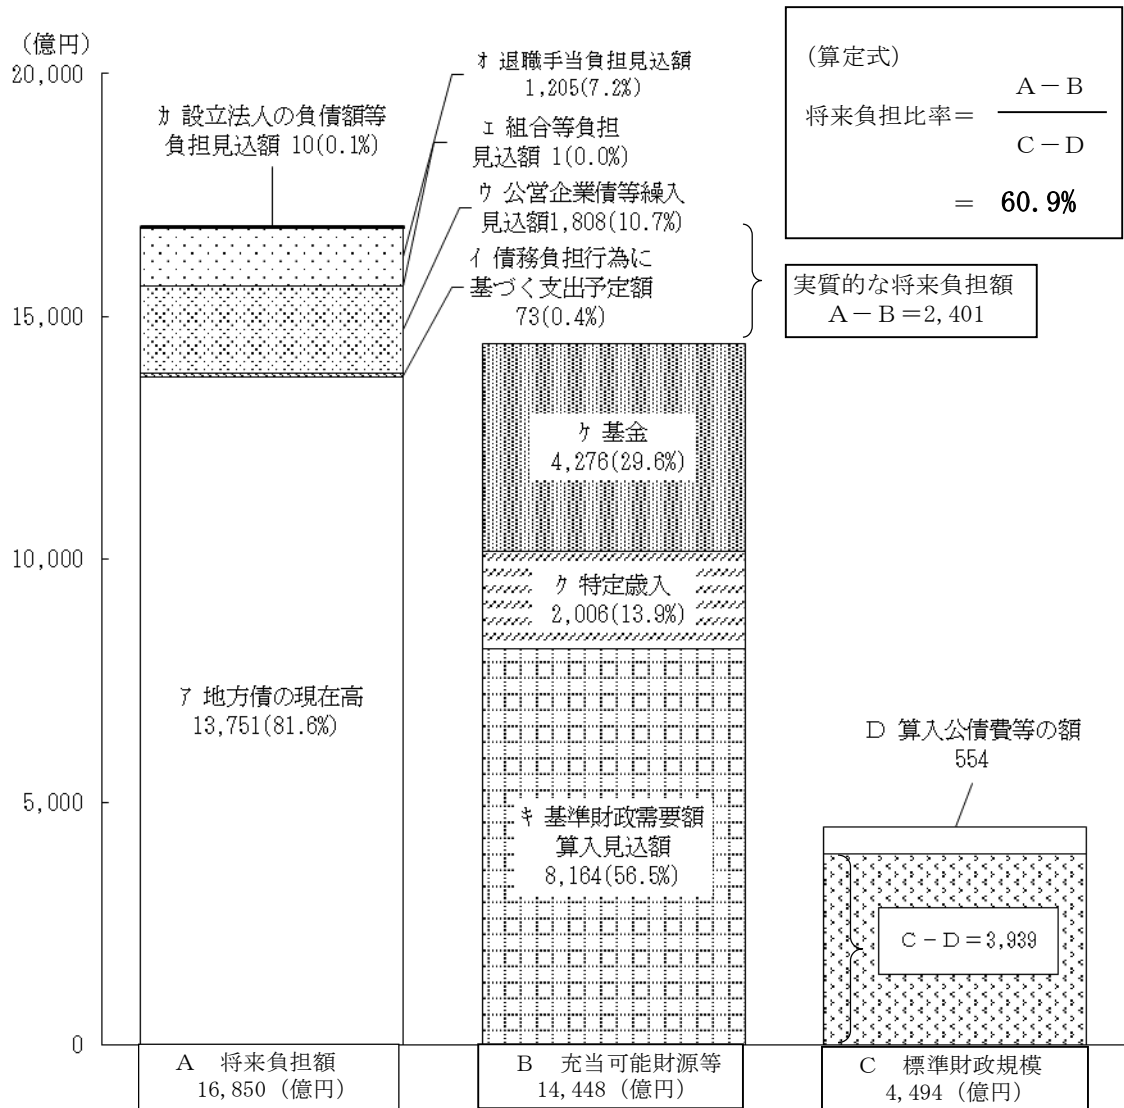 (億円)
20,000
15,000
10,000
5,000
0
ｶ 設立法人の負債額等
負担見込額 10(0.1%)
ｵ 退職手当負担見込額
1,205(7.2%)
ｴ 組合等負担
見込額 1(0.0%)
ｳ 公営企業債等繰入
見込額1,808(10.7%)
ｲ 債務負担行為に
基づく支出予定額
73(0.4%)
(算定式)
将来負担比率＝
Ａ－Ｂ
Ｃ－Ｄ
＝ 60.9%
実質的な将来負担額
Ａ－Ｂ＝2,401
ｱ 地方債の現在高
13,751(81.6%)
ｹ 基金
4,276(29.6%)
ｸ 特定歳入
2,006(13.9%)
ｷ 基準財政需要額
算入見込額
8,164(56.5%)
Ｄ 算入公債費等の額
554
Ｃ－Ｄ＝3,939
Ａ 将来負担額
16,850（億円）
Ｂ 充当可能財源等
14,448（億円）
Ｃ 標準財政規模
4,494（億円）